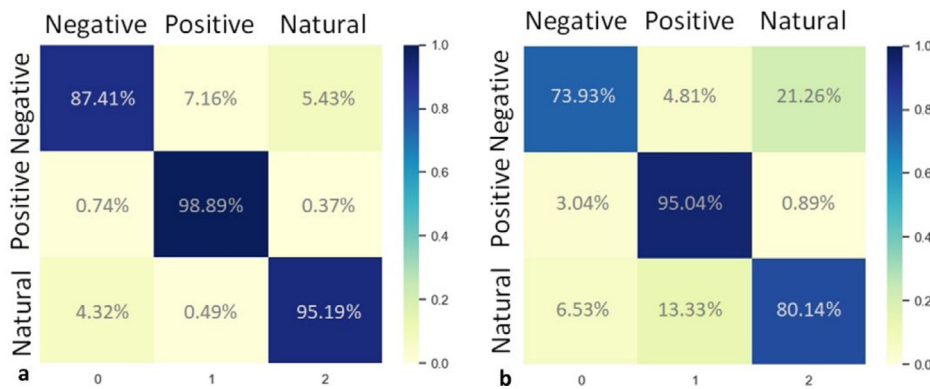 Negative Positive Natural
Negative
87.41% 7.16% 5.43%
Positive
0.74% 98.89% 0.37%
Natural
4.32% 0.49% 95.19%
0 1 2
1.0
0.8
0.6
0.4
0.2
0.0
a
Negative Positive Natural
Negative
73.93% 4.81% 21.26%
Positive
3.04% 95.04% 0.89%
Natural
6.53% 13.33% 80.14%
0 1 2
1.0
0.8
0.6
0.4
0.2
0.0
b